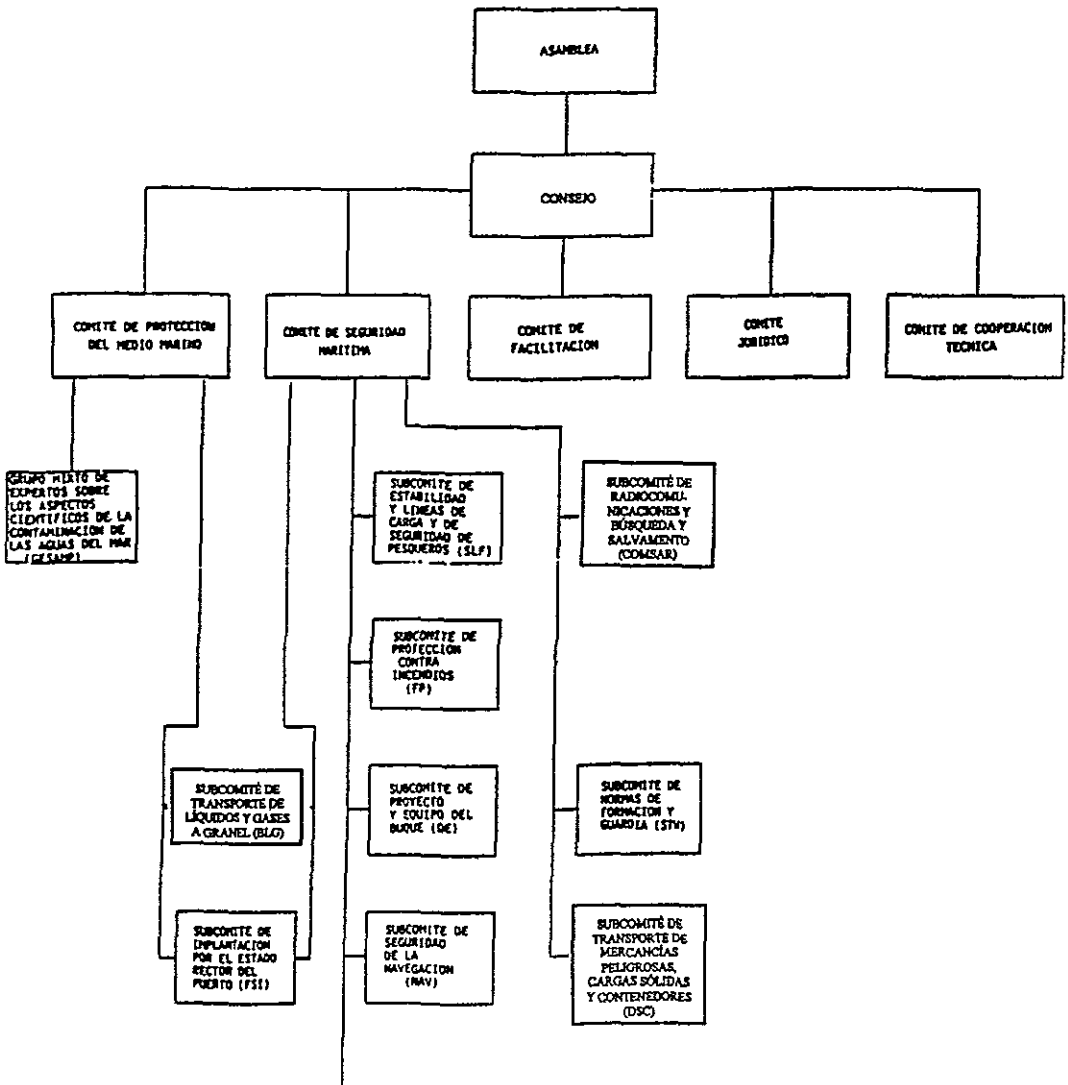 ASAMBLEA
CONSEJO
COMITE DE PROTECCION
DEL MEDIO MARINO
COMITE DE SEGURIDAD
MARITIMA
COMITE DE
FACILITACION
COMITE
JURIDICO
COMITE DE COOPERACION
TECNICA
GRUPO MIXTO DE
EXPERTOS SOBRE
LOS ASPECTOS
CIENTIFICOS DE LA
CONTAMINACION DE
LAS AGUAS DEL MAR
(GESAMP)
SUBCOMITE DE
ESTABILIDAD
Y LINEAS DE
CARGA Y DE
SEGURIDAD DE
PESQUEROS (SLF)
SUBCOMITÉ DE
RADIOCOMU-
NICACIONES Y
BÚSQUEDA Y
SALVAMENTO
(COMSAR)
SUBCOMITE DE
PROTECCION
CONTRA
INCENDIOS
(FP)
SUBCOMITÉ DE
TRANSPORTE DE
LÍQUIDOS Y GASES
A GRANEL (BLG)
SUBCOMITE DE
PROYECTO
Y EQUIPO DEL
BUQUE (DE)
SUBCOMITE DE
NORMAS DE
FORMACION Y
GUARDIA (STW)
SUBCOMITE DE
IMPLANTACION
POR EL ESTADO
RECTOR DEL
PUERTO (FSI)
SUBCOMITE DE
SEGURIDAD
DE LA
NAVEGACION
(NAV)
SUBCOMITÉ DE
TRANSPORTE DE
MERCANCÍAS
PELIGROSAS,
CARGAS SÓLIDAS
Y CONTENEDORES
(DSC)